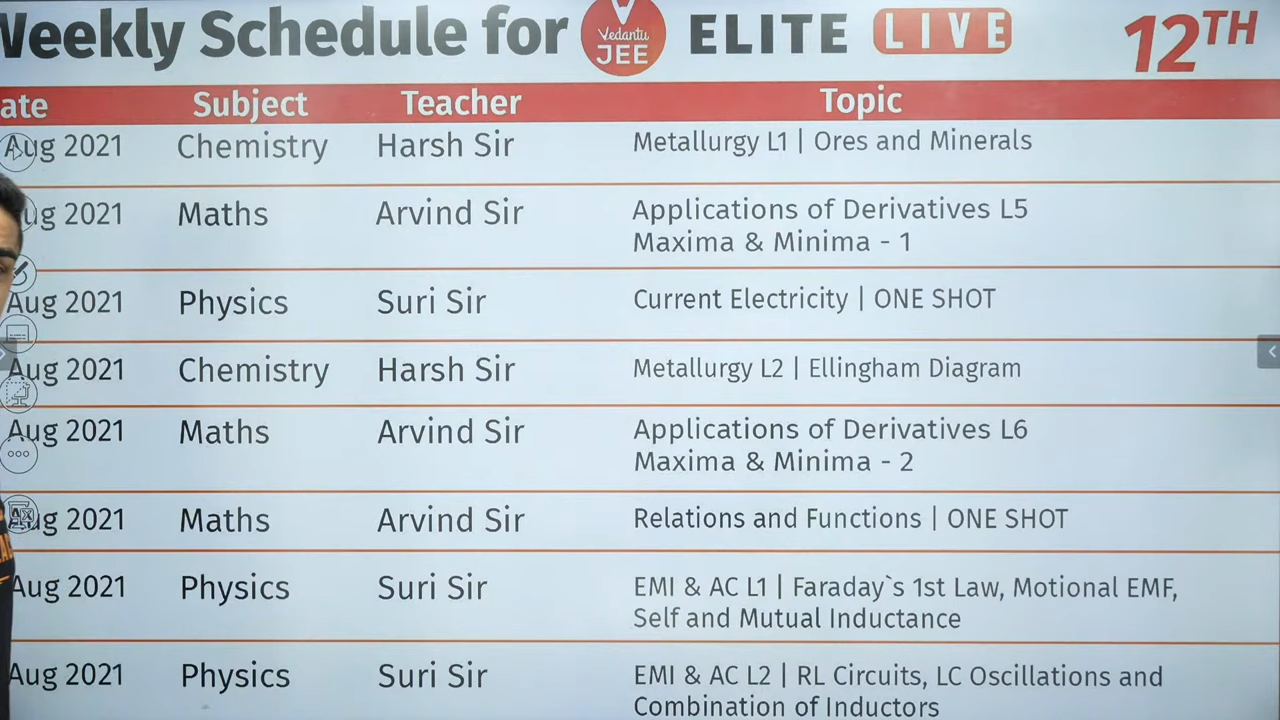 Weekly Schedule for Vedantu JEE ELITE LIVE 12TH
ate Subject Teacher Topic
Aug 2021 Chemistry Harsh Sir Metallurgy L1 | Ores and Minerals
ug 2021 Maths Arvind Sir Applications of Derivatives L5
Maxima & Minima - 1
Aug 2021 Physics Suri Sir Current Electricity | ONE SHOT
Aug 2021 Chemistry Harsh Sir Metallurgy L2 | Ellingham Diagram
Aug 2021 Maths Arvind Sir Applications of Derivatives L6
Maxima & Minima - 2
Aug 2021 Maths Arvind Sir Relations and Functions | ONE SHOT
Aug 2021 Physics Suri Sir EMI & AC L1 | Faraday`s 1st Law, Motional EMF,
Self and Mutual Inductance
Aug 2021 Physics Suri Sir EMI & AC L2 | RL Circuits, LC Oscillations and
Combination of Inductors